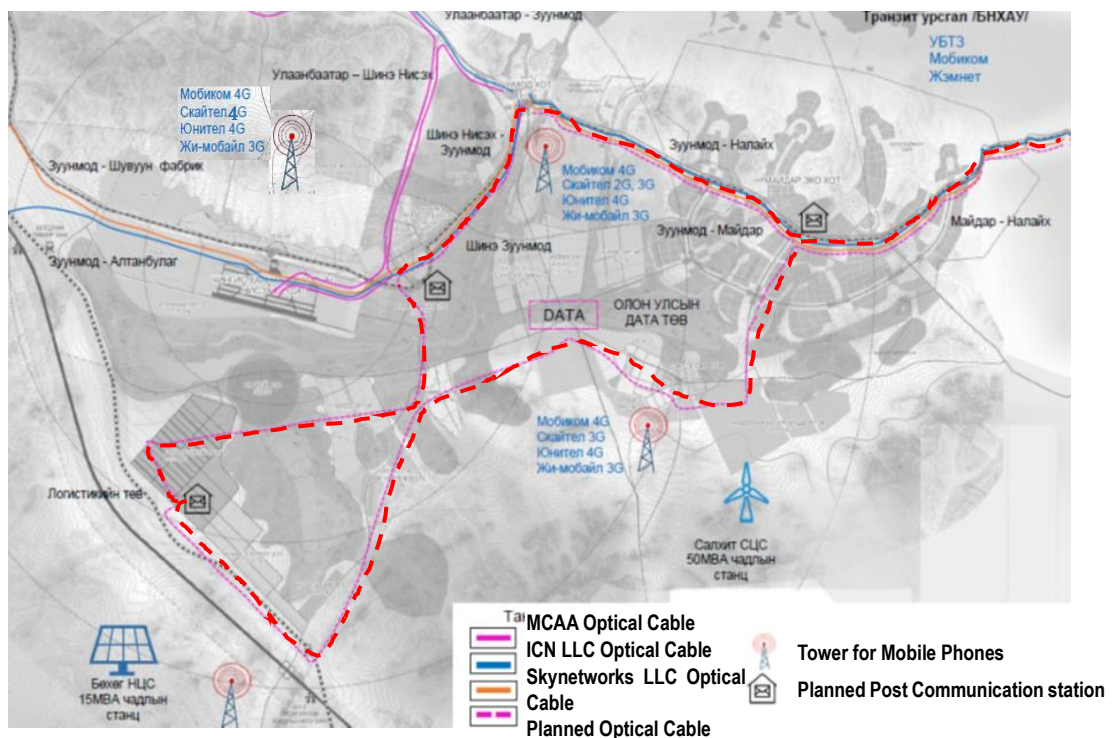 Улаанбаатар - Зуунмод
Транзит урсгал /БНХАУ/
УБТЗ
Мобиком
Жэмнет
Улаанбаатар – Шинэ Нисэх
Мобиком 4G
Скайтел 4G
Юнител 4G
Жи-мобайл 3G
Шинэ Нисэх -
Зуунмод
Зуунмод - Налайх
Зуунмод - Шувуун фабрик
Мобиком 4G
Скайтел 2G, 3G
Юнител 4G
Жи-мобайл 3G
МАЙДАР ЭКО ХОТ
Зуунмод - Майдар
Майдар - Налайх
Шинэ Зуунмод
Зуунмод - Алтанбулаг
DATA
ОЛОН УЛСЫН
ДАТА ТӨВ
Мобиком 4G
Скайтел 3G
Юнител 4G
Жи-мобайл 3G
Логистикийн төв
Салхит СЦС
50МВА чадлын
станц
Бөхөг НЦС
15МВА чадлын
станц
MCAA Optical Cable
ICN LLC Optical Cable
Skynetworks LLC Optical
Cable
Planned Optical Cable
Tower for Mobile Phones
Planned Post Communication station